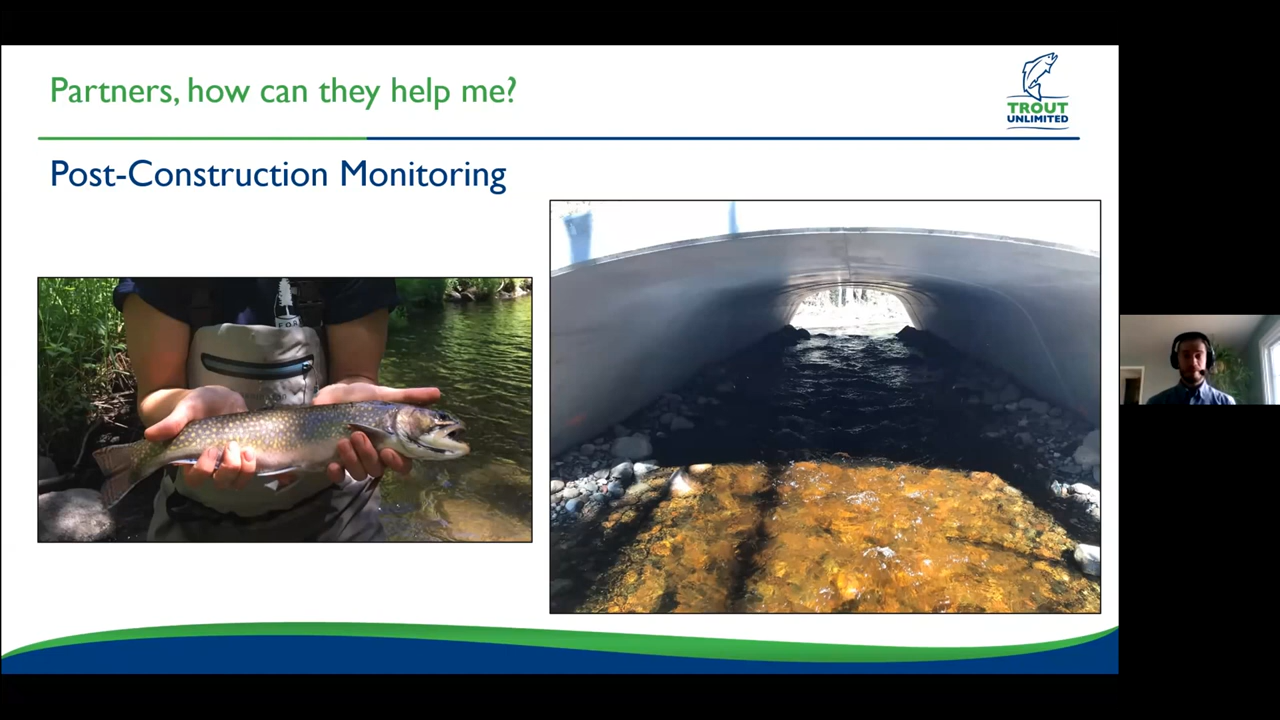 Partners, how can they help me?
TROUT
UNLIMITED
Post-Construction Monitoring